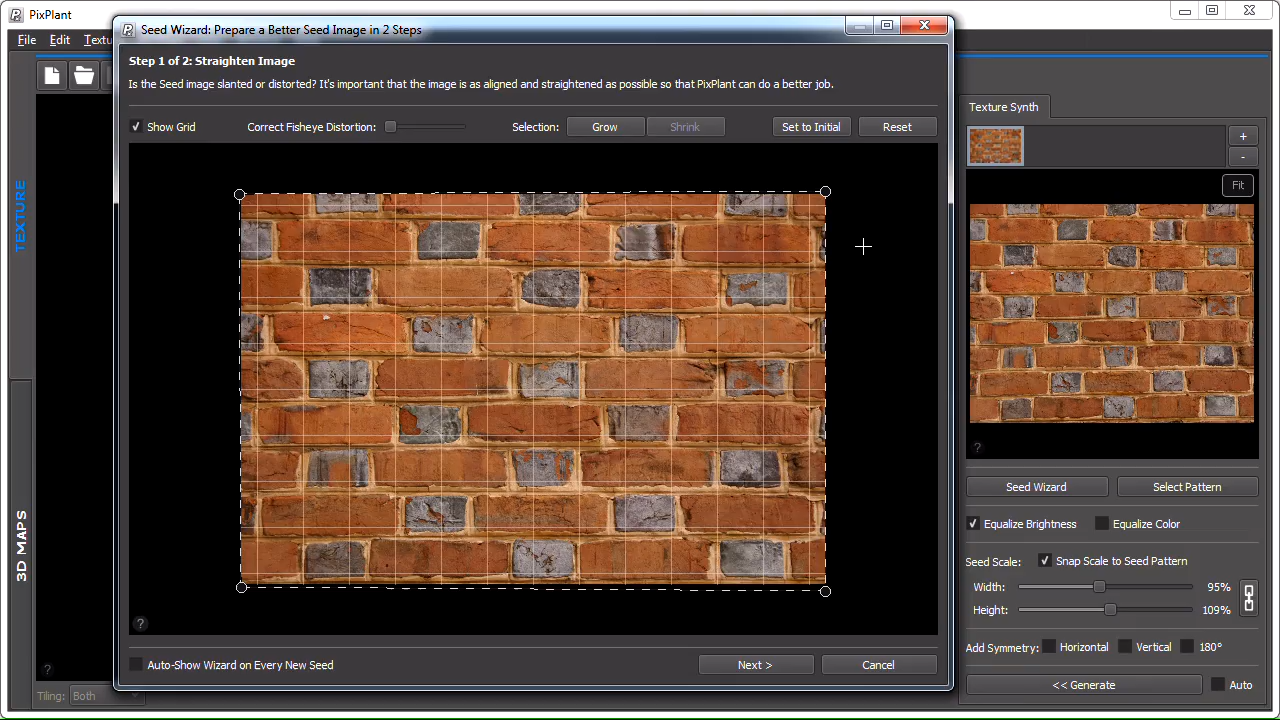 PixPlant
File Edit Textu
Seed Wizard: Prepare a Better Seed Image in 2 Steps
Step 1 of 2: Straighten Image
Is the Seed image slanted or distorted? It's important that the image is as aligned and straightened as possible so that PixPlant can do a better job.
Show Grid Correct Fisheye Distortion: Selection: Grow Shrink Set to Initial Reset
Texture Synth
+
-
Fit
TEXTURE
3D MAPS
?
Seed Wizard Select Pattern
Equalize Brightness Equalize Color
Seed Scale: Snap Scale to Seed Pattern
Width: 95%
Height: 109%
Add Symmetry: Horizontal Vertical 180°
<< Generate Auto
?
Auto-Show Wizard on Every New Seed Next > Cancel
?
Tiling: Both